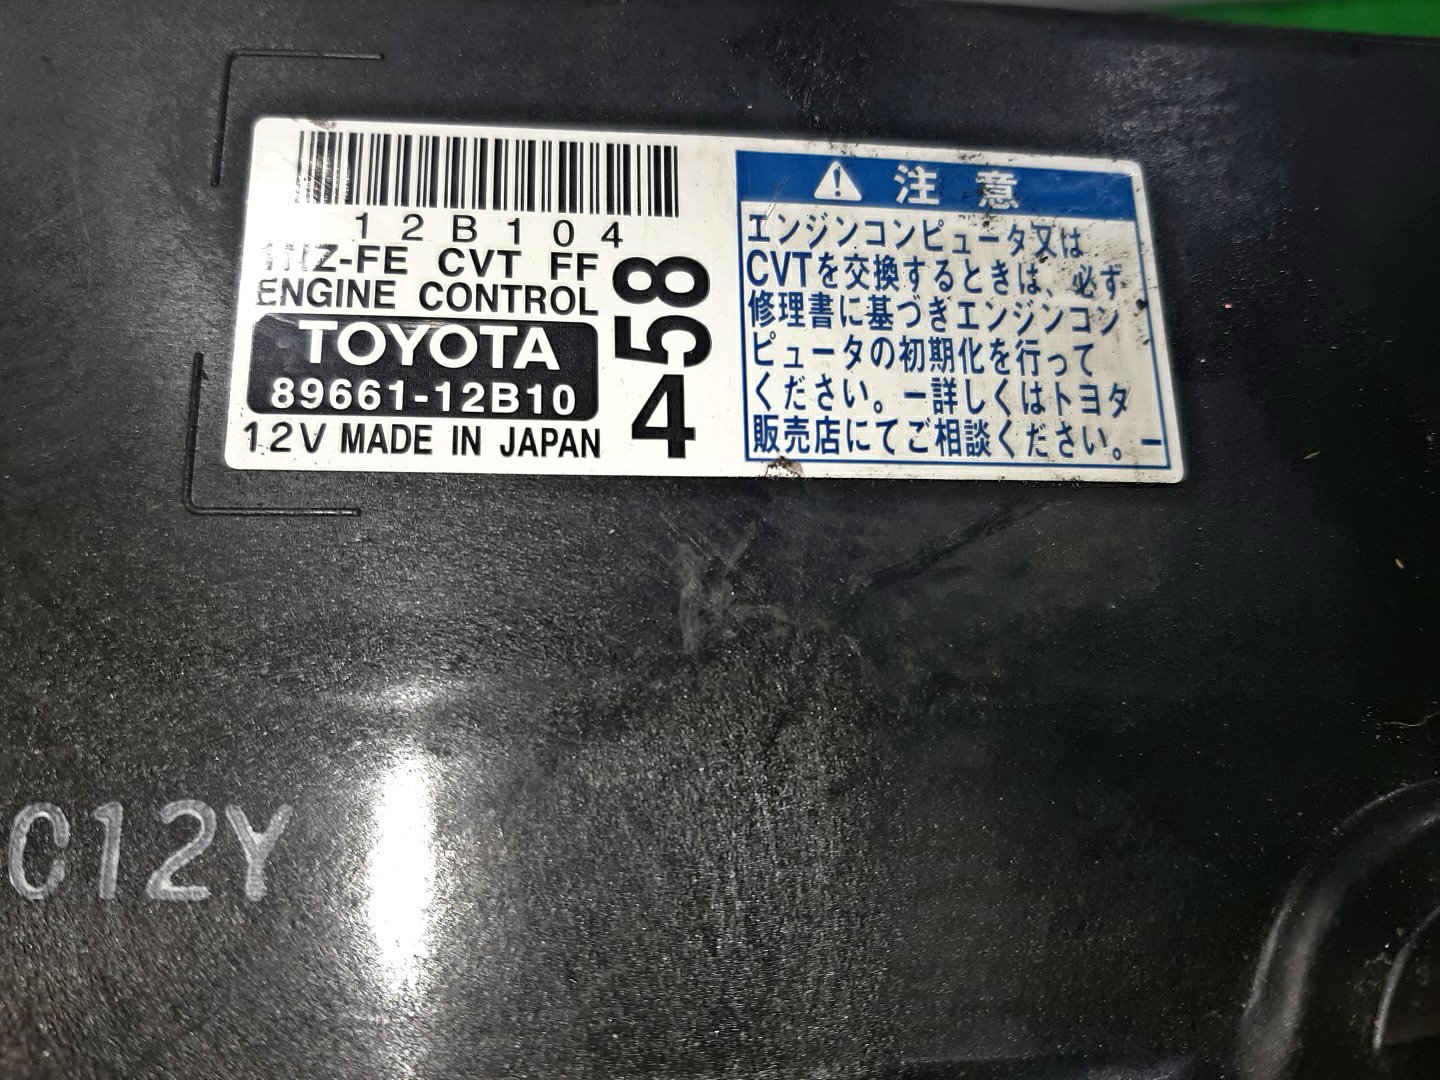 12B104
1NZ-FE CVT FF
ENGINE CONTROL
TOYOTA
89661-12B10
12V MADE IN JAPAN
458
注意
エンジンコンピュータ又は
CVTを交換するときは、必ず
修理書に基づきエンジンコン
ピュータの初期化を行って
ください。ー詳しくはトヨタ
販売店にてご相談ください。ー
C12Y